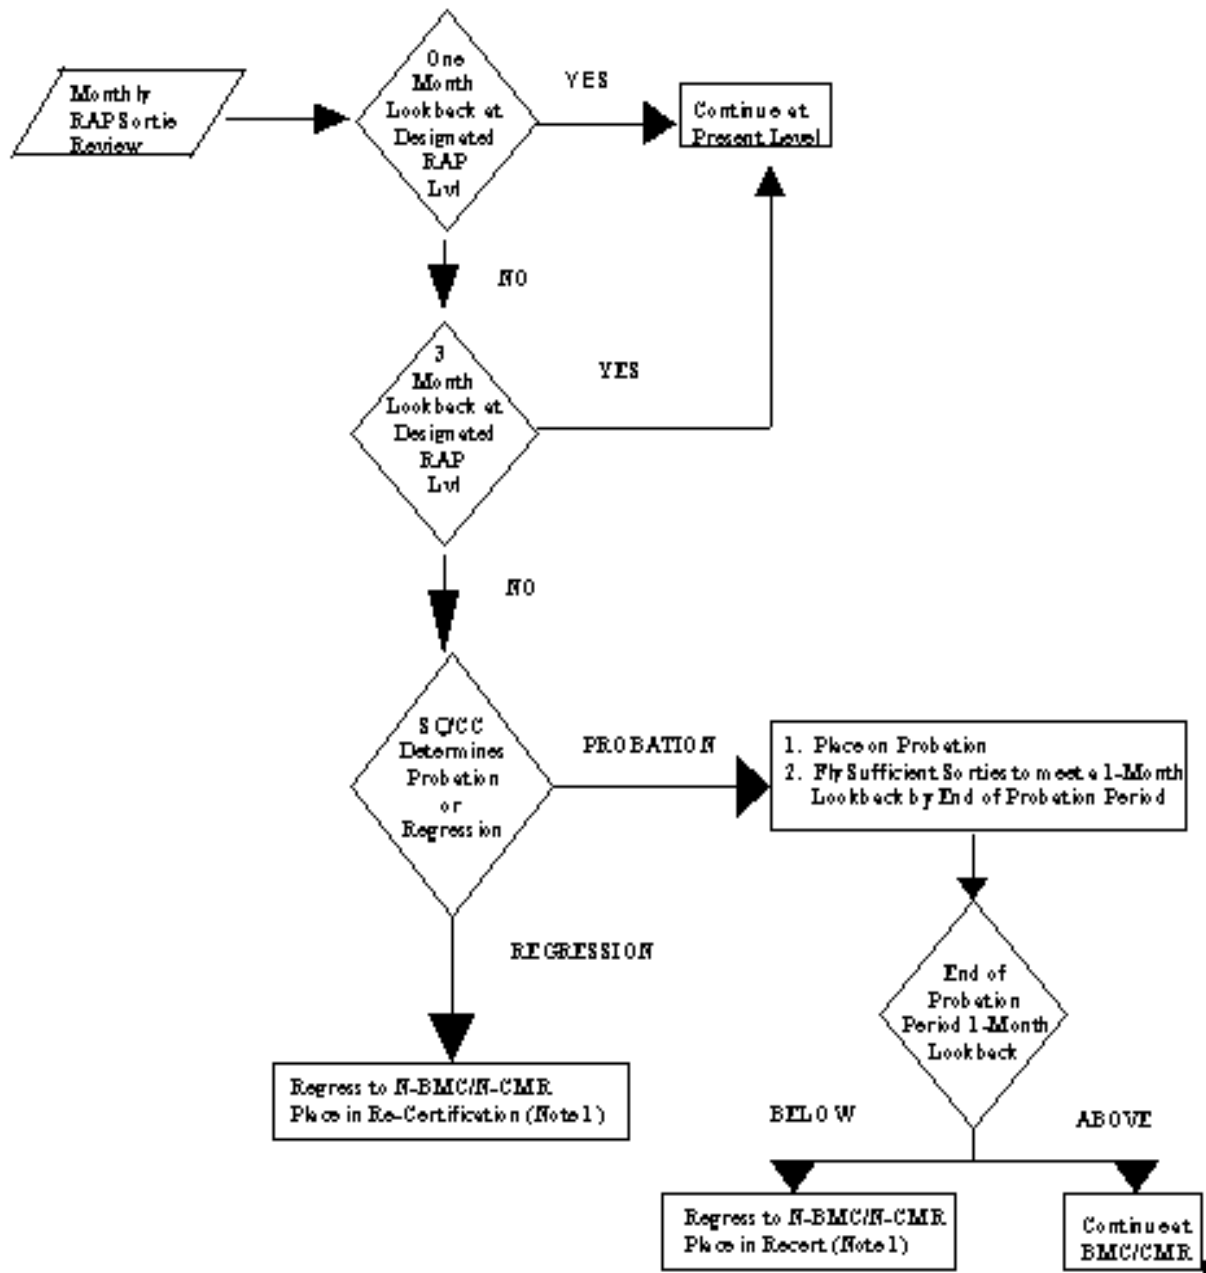 Monthly
RAP Sortie
Review
One
Month
Lookback at
Designated
RAP
Lvl
YES
Continue at
Present Level
NO
3
Month
Lookback at
Designated
RAP
Lvl
YES
NO
SQ/CC
Determines
Probation
or
Regression
PROBATION
1. Place on Probation
2. Fly Sufficient Sorties to meet a 1-Month
Lookback by End of Probation Period
REGRESSION
Regress to N-BMC/N-CMR
Place in Re-Certification (Note 1)
End of
Probation
Period 1-Month
Lookback
BELOW
ABOVE
Regress to N-BMC/N-CMR
Place in Recert (Note 1)
Continue at
BMC/CMR